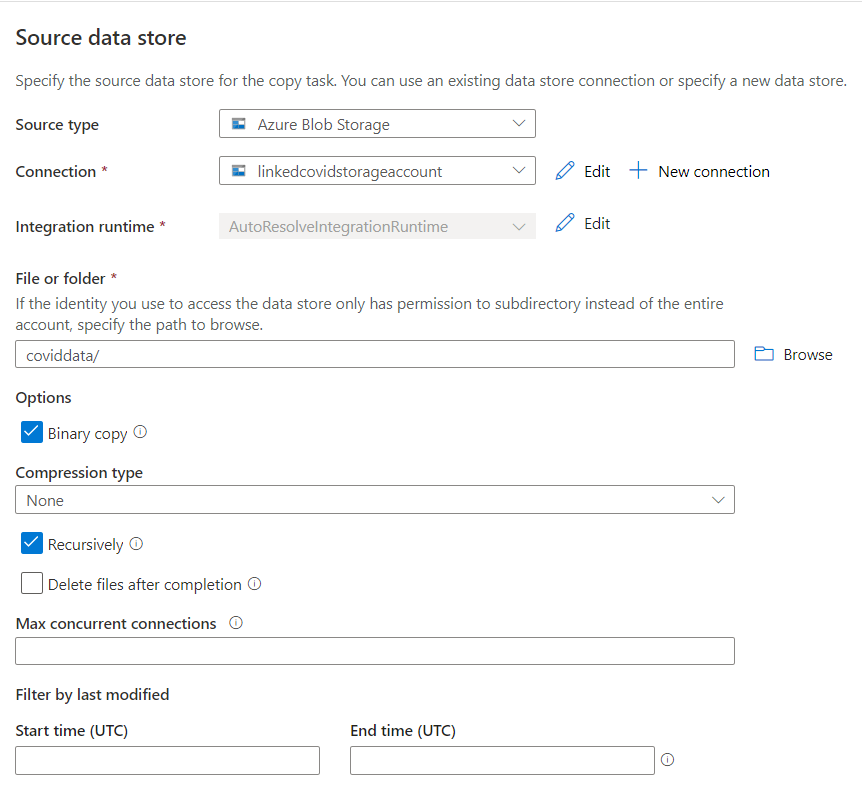 Source data store
Specify the source data store for the copy task. You can use an existing data store connection or specify a new data store.
Source type
Azure Blob Storage
Connection *
linkedcovidstorageaccount
Edit
New connection
Integration runtime *
AutoResolveIntegrationRuntime
Edit
File or folder *
If the identity you use to access the data store only has permission to subdirectory instead of the entire
account, specify the path to browse.
coviddata/
Browse
Options
Binary copy
Compression type
None
Recursively
Delete files after completion
Max concurrent connections
Filter by last modified
Start time (UTC)
End time (UTC)